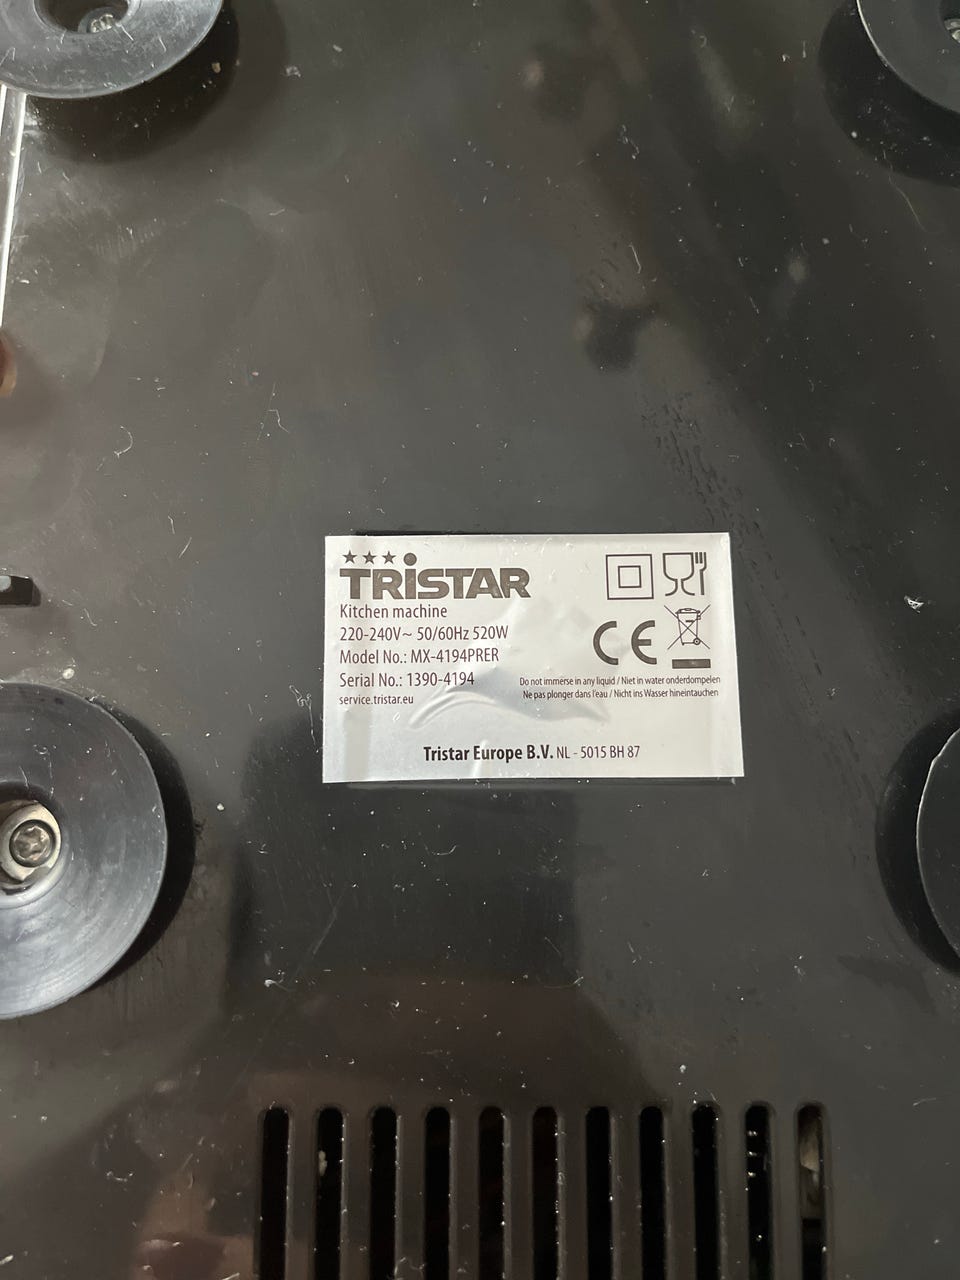 TRiSTAR
Kitchen machine
220-240V~ 50/60Hz 520W
Model No.: MX-4194PRER
Serial No.: 1390-4194
service.tristar.eu
CE
Do not immerse in any liquid / Niet in water onderdompelen
Ne pas plonger dans l'eau / Nicht ins Wasser hineintauchen
Tristar Europe B.V. NL - 5015 BH 87